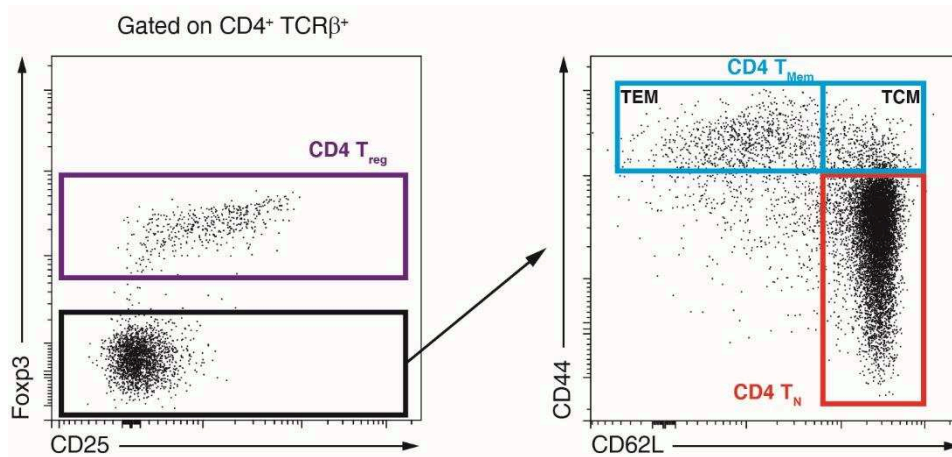 Gated on CD4⁺ TCRβ⁺
CD4 T_reg
Foxp3
CD25
CD4 T_Mem
TEM
TCM
CD4 T_N
CD44
CD62L